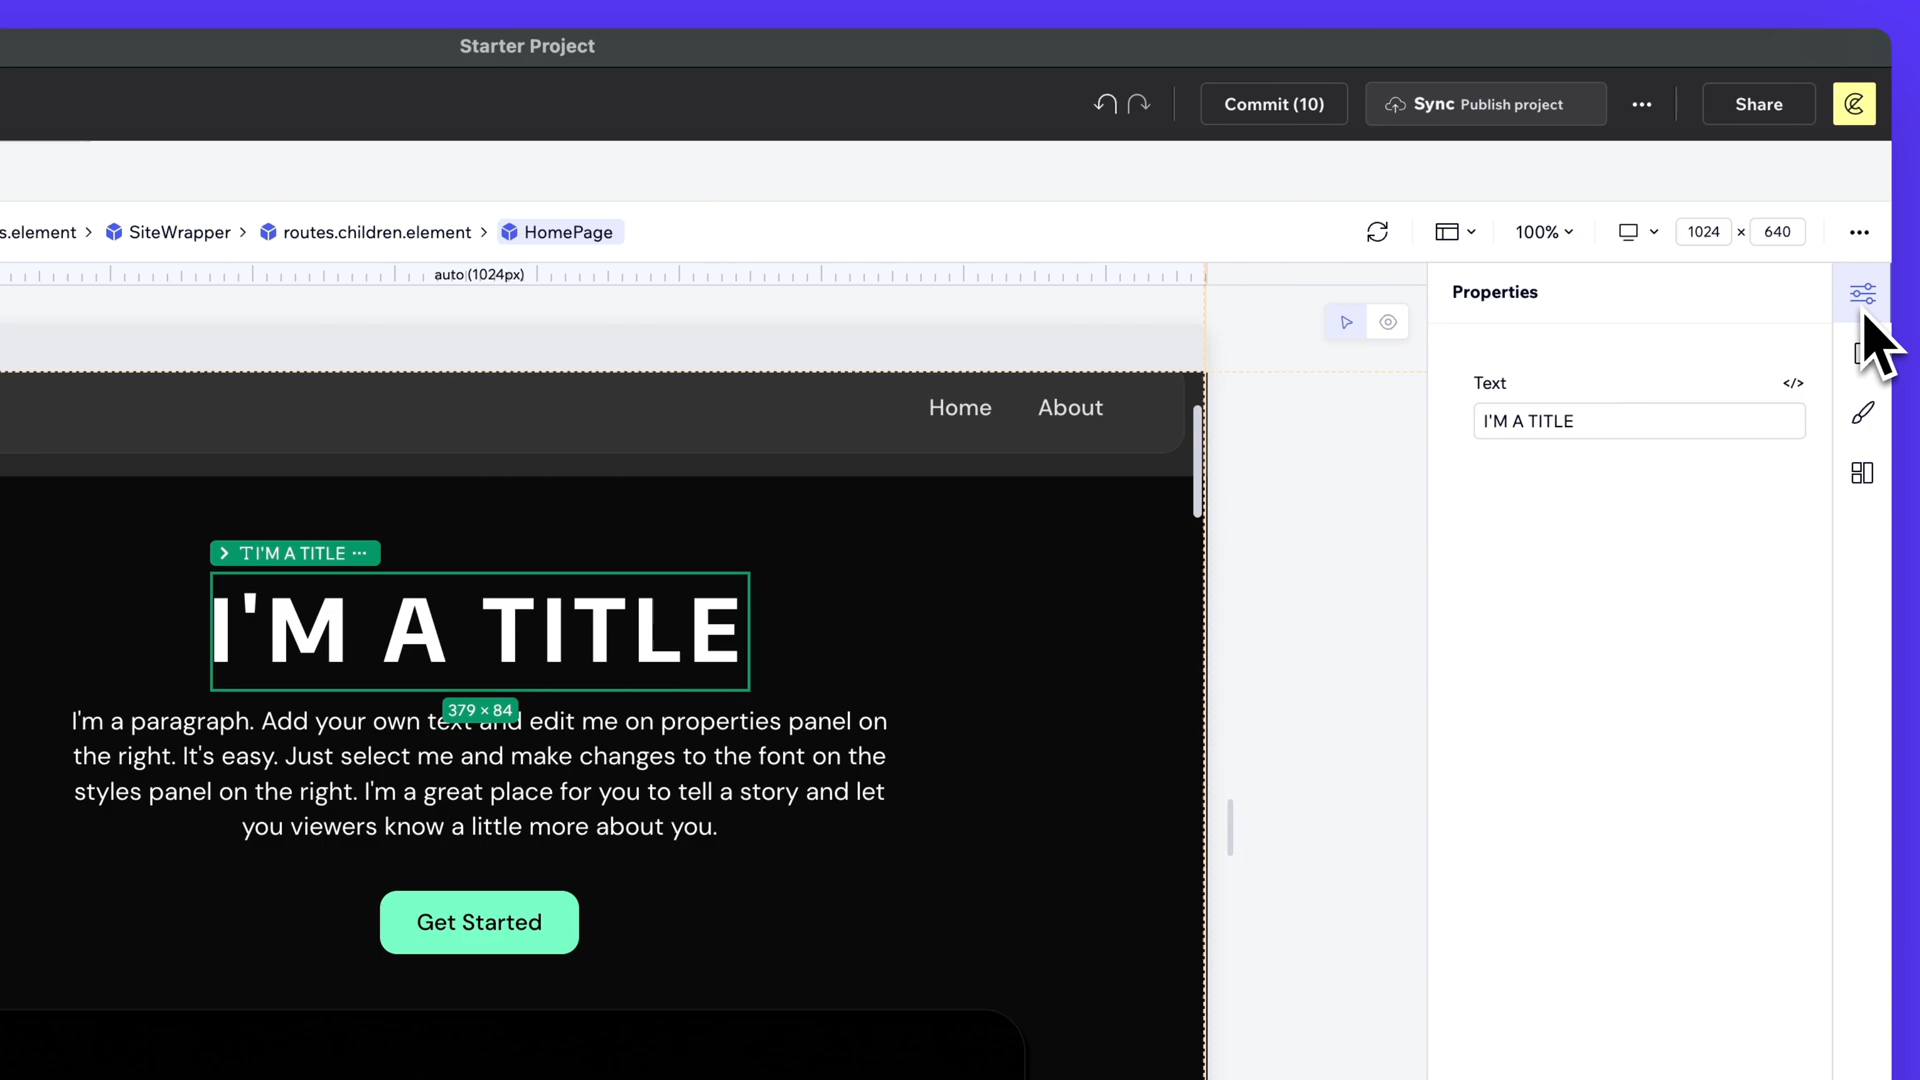 Starter Project
Commit (10)
Sync Publish project
Share
s.element
SiteWrapper
routes.children.element
HomePage
100%
1024 × 640
auto (1024px)
Properties
Home
About
Text
</>
I'M A TITLE
I'M A TITLE
I'M A TITLE
379 × 84
I'm a paragraph. Add your own text and edit me on properties panel on
the right. It's easy. Just select me and make changes to the font on the
styles panel on the right. I'm a great place for you to tell a story and let
you viewers know a little more about you.
Get Started